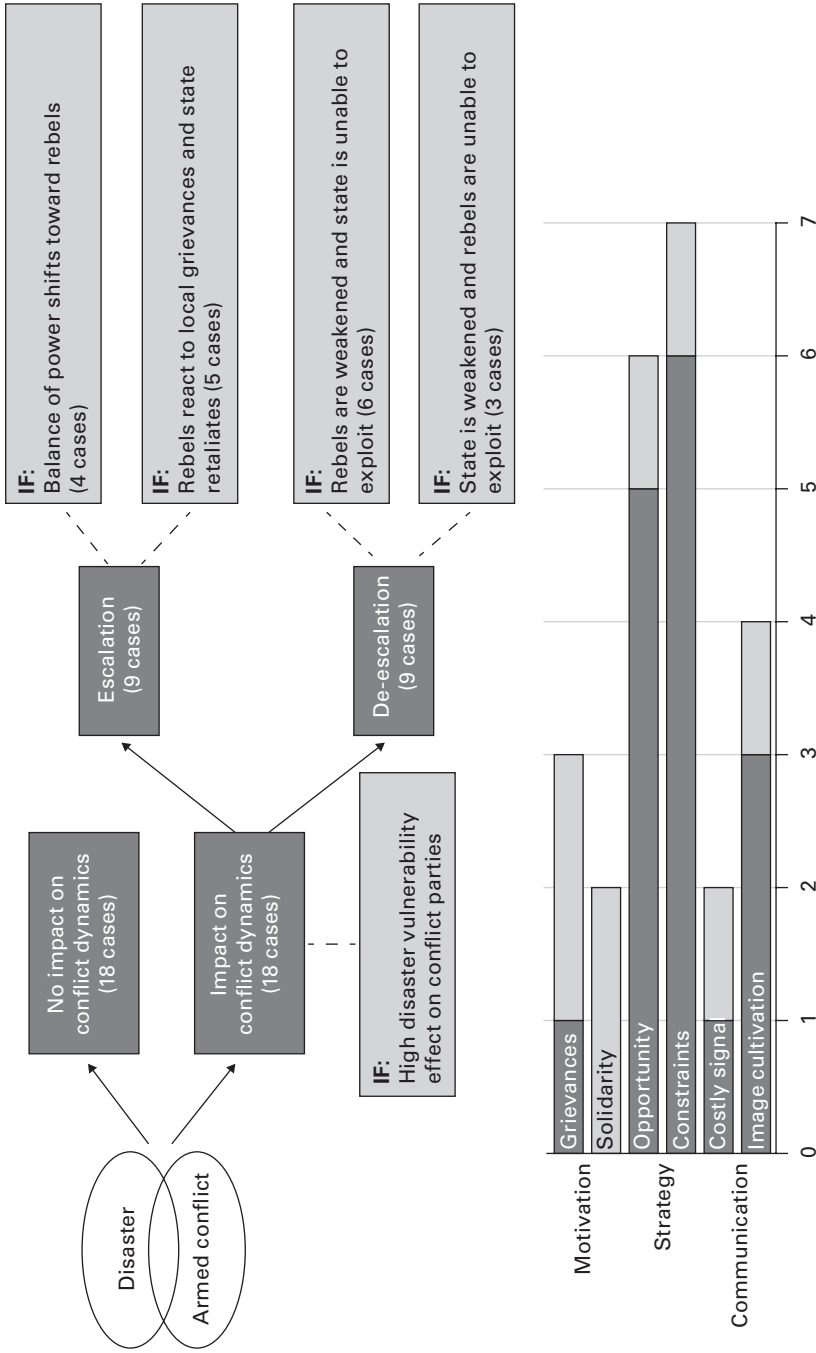 Disaster
Armed conflict
No impact on
conflict dynamics
(18 cases)
Impact on
conflict dynamics
(18 cases)
IF:
High disaster vulnerability
effect on conflict parties
Escalation
(9 cases)
De-escalation
(9 cases)
IF:
Balance of power shifts toward rebels
(4 cases)
IF:
Rebels react to local grievances and state
retaliates (5 cases)
IF:
Rebels are weakened and state is unable to
exploit (6 cases)
IF:
State is weakened and rebels are unable to
exploit (3 cases)
Motivation
Grievances
Solidarity
Strategy
Opportunity
Constraints
Communication
Costly signal
Image cultivation
0 1 2 3 4 5 6 7